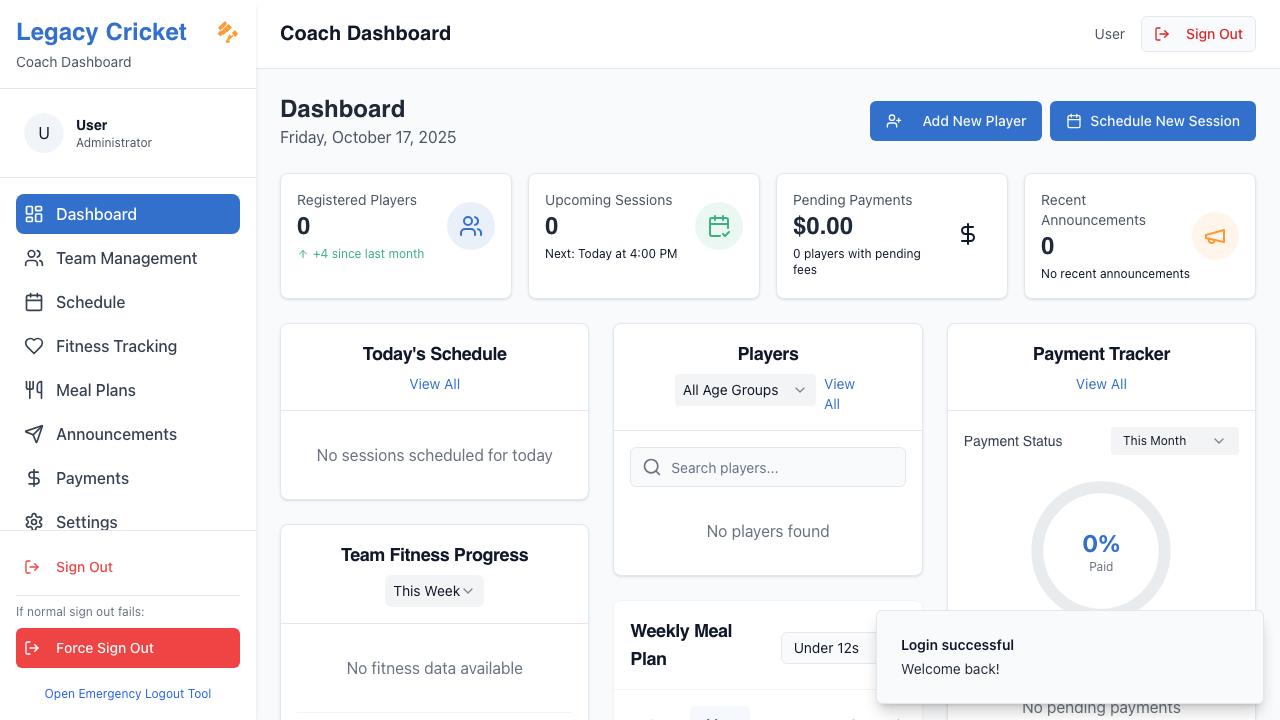 Legacy Cricket
Coach Dashboard
U
User
Administrator
Dashboard
Team Management
Schedule
Fitness Tracking
Meal Plans
Announcements
Payments
Settings
Sign Out
If normal sign out fails:
Force Sign Out
Open Emergency Logout Tool
Coach Dashboard
User
Sign Out
Dashboard
Friday, October 17, 2025
Add New Player
Schedule New Session
Registered Players
0
+4 since last month
Upcoming Sessions
0
Next: Today at 4:00 PM
Pending Payments
$0.00
0 players with pending
fees
Recent
Announcements
0
No recent announcements
Today's Schedule
View All
No sessions scheduled for today
Team Fitness Progress
This Week
No fitness data available
Players
All Age Groups
View
All
Search players...
No players found
Weekly Meal
Plan
Under 12s
Payment Tracker
View All
Payment Status
This Month
0%
Paid
No pending payments
Login successful
Welcome back!